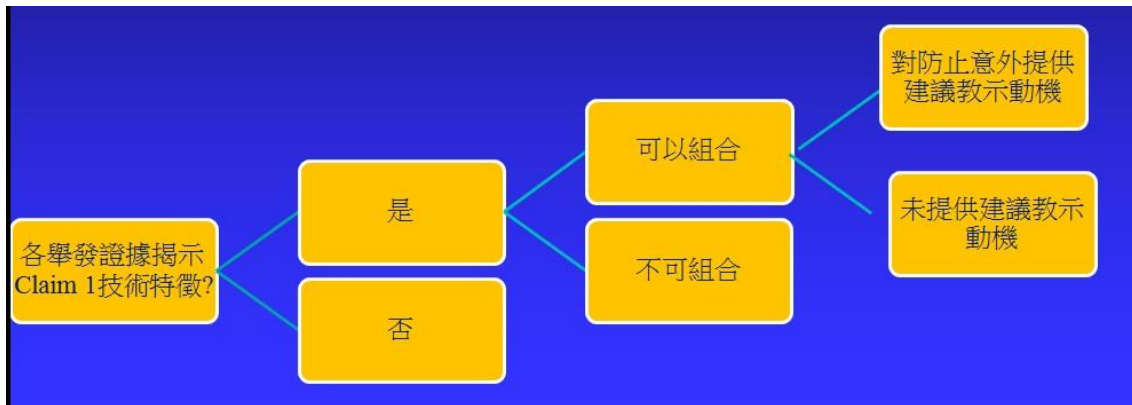 各舉發證據揭示
Claim 1技術特徵?
是
否
可以組合
不可組合
對防止意外提供
建議教示動機
未提供建議教示
動機